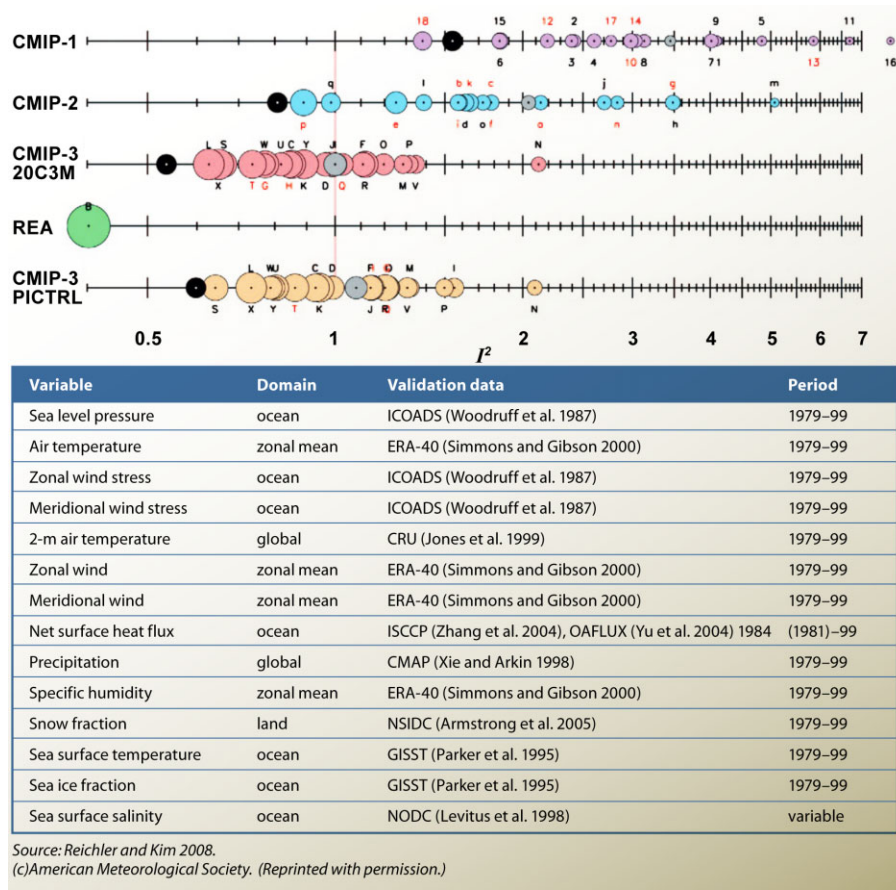 18 15 12 2 17 14 9 5 11
CMIP-1
6 3 4 10 8 71 13 16
q l b k c j g m
CMIP-2
p e i d o f a n h
L S W U C Y JI F O P N
CMIP-3
20C3M
X T G H K D Q R M V
B
REA
L WU C D F M I
CMIP-3
PICTRL
S X Y T K J R V P N
0.5 1 2 3 4 5 6 7
I²
Variable Domain Validation data Period
Sea level pressure ocean ICOADS (Woodruff et al. 1987) 1979–99
Air temperature zonal mean ERA-40 (Simmons and Gibson 2000) 1979–99
Zonal wind stress ocean ICOADS (Woodruff et al. 1987) 1979–99
Meridional wind stress ocean ICOADS (Woodruff et al. 1987) 1979–99
2-m air temperature global CRU (Jones et al. 1999) 1979–99
Zonal wind zonal mean ERA-40 (Simmons and Gibson 2000) 1979–99
Meridional wind zonal mean ERA-40 (Simmons and Gibson 2000) 1979–99
Net surface heat flux ocean ISCCP (Zhang et al. 2004), OAFLUX (Yu et al. 2004) 1984 (1981)–99
Precipitation global CMAP (Xie and Arkin 1998) 1979–99
Specific humidity zonal mean ERA-40 (Simmons and Gibson 2000) 1979–99
Snow fraction land NSIDC (Armstrong et al. 2005) 1979–99
Sea surface temperature ocean GISST (Parker et al. 1995) 1979–99
Sea ice fraction ocean GISST (Parker et al. 1995) 1979–99
Sea surface salinity ocean NODC (Levitus et al. 1998) variable
Source: Reichler and Kim 2008.
(c)American Meteorological Society. (Reprinted with permission.)